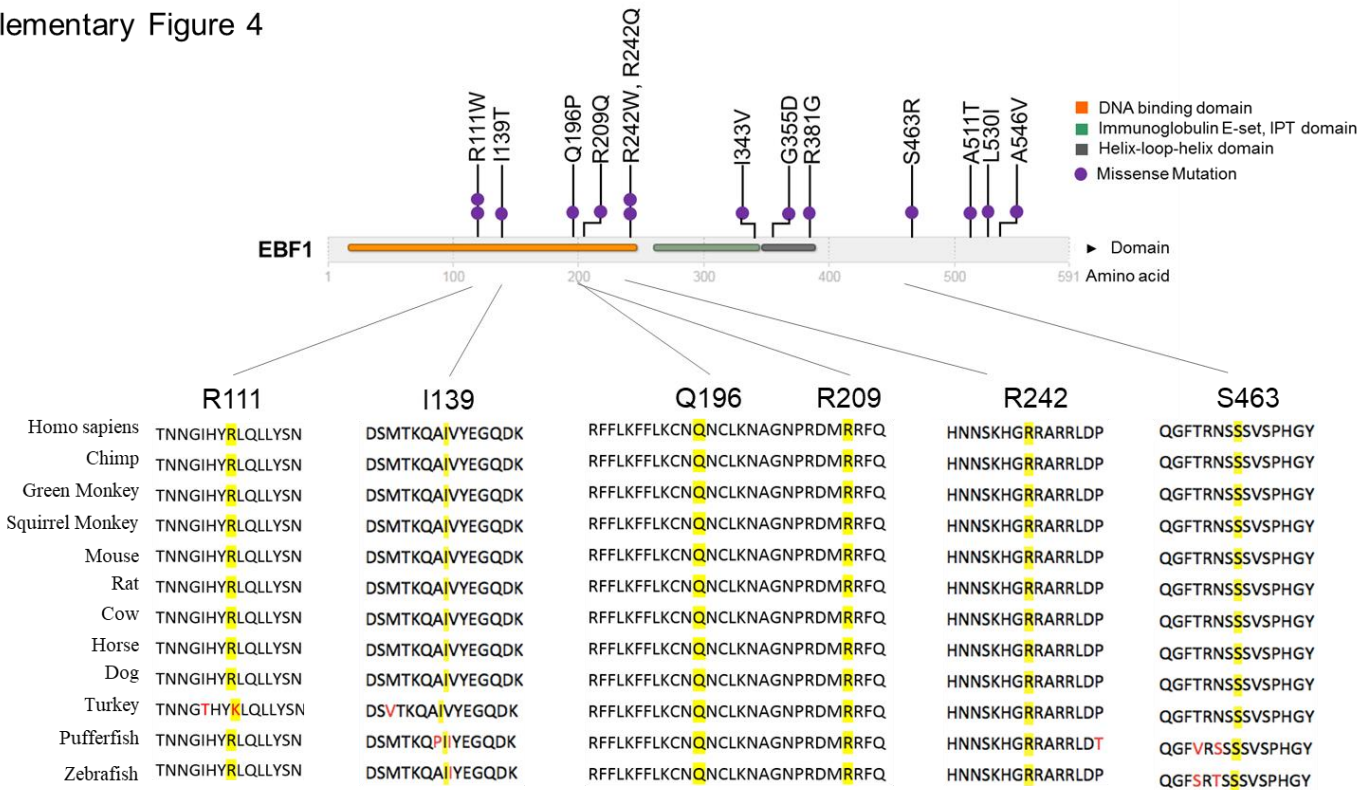 lementary Figure 4
R111W
I139T
Q196P
R209Q
R242W, R242Q
I343V
G355D
R381G
S463R
A511T
L530I
A546V
DNA binding domain
Immunoglobulin E-set, IPT domain
Helix-loop-helix domain
Missense Mutation
EBF1
Domain
1 100 200 300 400 500 591 Amino acid
R111 I139 Q196 R209 R242 S463
Homo sapiens TNNGIHYRLQLLYSN DSMTKQAIVYEGQDK RFFLKFFLKCNQNCLKNAGNPRDMRRFQ HNNSKHGRRARRLDP QGFTRNSSSVSPHGY
Chimp TNNGIHYRLQLLYSN DSMTKQAIVYEGQDK RFFLKFFLKCNQNCLKNAGNPRDMRRFQ HNNSKHGRRARRLDP QGFTRNSSSVSPHGY
Green Monkey TNNGIHYRLQLLYSN DSMTKQAIVYEGQDK RFFLKFFLKCNQNCLKNAGNPRDMRRFQ HNNSKHGRRARRLDP QGFTRNSSSVSPHGY
Squirrel Monkey TNNGIHYRLQLLYSN DSMTKQAIVYEGQDK RFFLKFFLKCNQNCLKNAGNPRDMRRFQ HNNSKHGRRARRLDP QGFTRNSSSVSPHGY
Mouse TNNGIHYRLQLLYSN DSMTKQAIVYEGQDK RFFLKFFLKCNQNCLKNAGNPRDMRRFQ HNNSKHGRRARRLDP QGFTRNSSSVSPHGY
Rat TNNGIHYRLQLLYSN DSMTKQAIVYEGQDK RFFLKFFLKCNQNCLKNAGNPRDMRRFQ HNNSKHGRRARRLDP QGFTRNSSSVSPHGY
Cow TNNGIHYRLQLLYSN DSMTKQAIVYEGQDK RFFLKFFLKCNQNCLKNAGNPRDMRRFQ HNNSKHGRRARRLDP QGFTRNSSSVSPHGY
Horse TNNGIHYRLQLLYSN DSMTKQAIVYEGQDK RFFLKFFLKCNQNCLKNAGNPRDMRRFQ HNNSKHGRRARRLDP QGFTRNSSSVSPHGY
Dog TNNGIHYRLQLLYSN DSMTKQAIVYEGQDK RFFLKFFLKCNQNCLKNAGNPRDMRRFQ HNNSKHGRRARRLDP QGFTRNSSSVSPHGY
Turkey TNNGTHYKLQLLYSN DSVTKQAIVYEGQDK RFFLKFFLKCNQNCLKNAGNPRDMRRFQ HNNSKHGRRARRLDP QGFTRNSSSVSPHGY
Pufferfish TNNGIHYRLQLLYSN DSMTKQPIIYEGQDK RFFLKFFLKCNQNCLKNAGNPRDMRRFQ HNNSKHGRRARRLDT QGFVRSSSSVSPHGY
Zebrafish TNNGIHYRLQLLYSN DSMTKQAIIYEGQDK RFFLKFFLKCNQNCLKNAGNPRDMRRFQ HNNSKHGRRARRLDP QGFSRTSSSVSPHGY